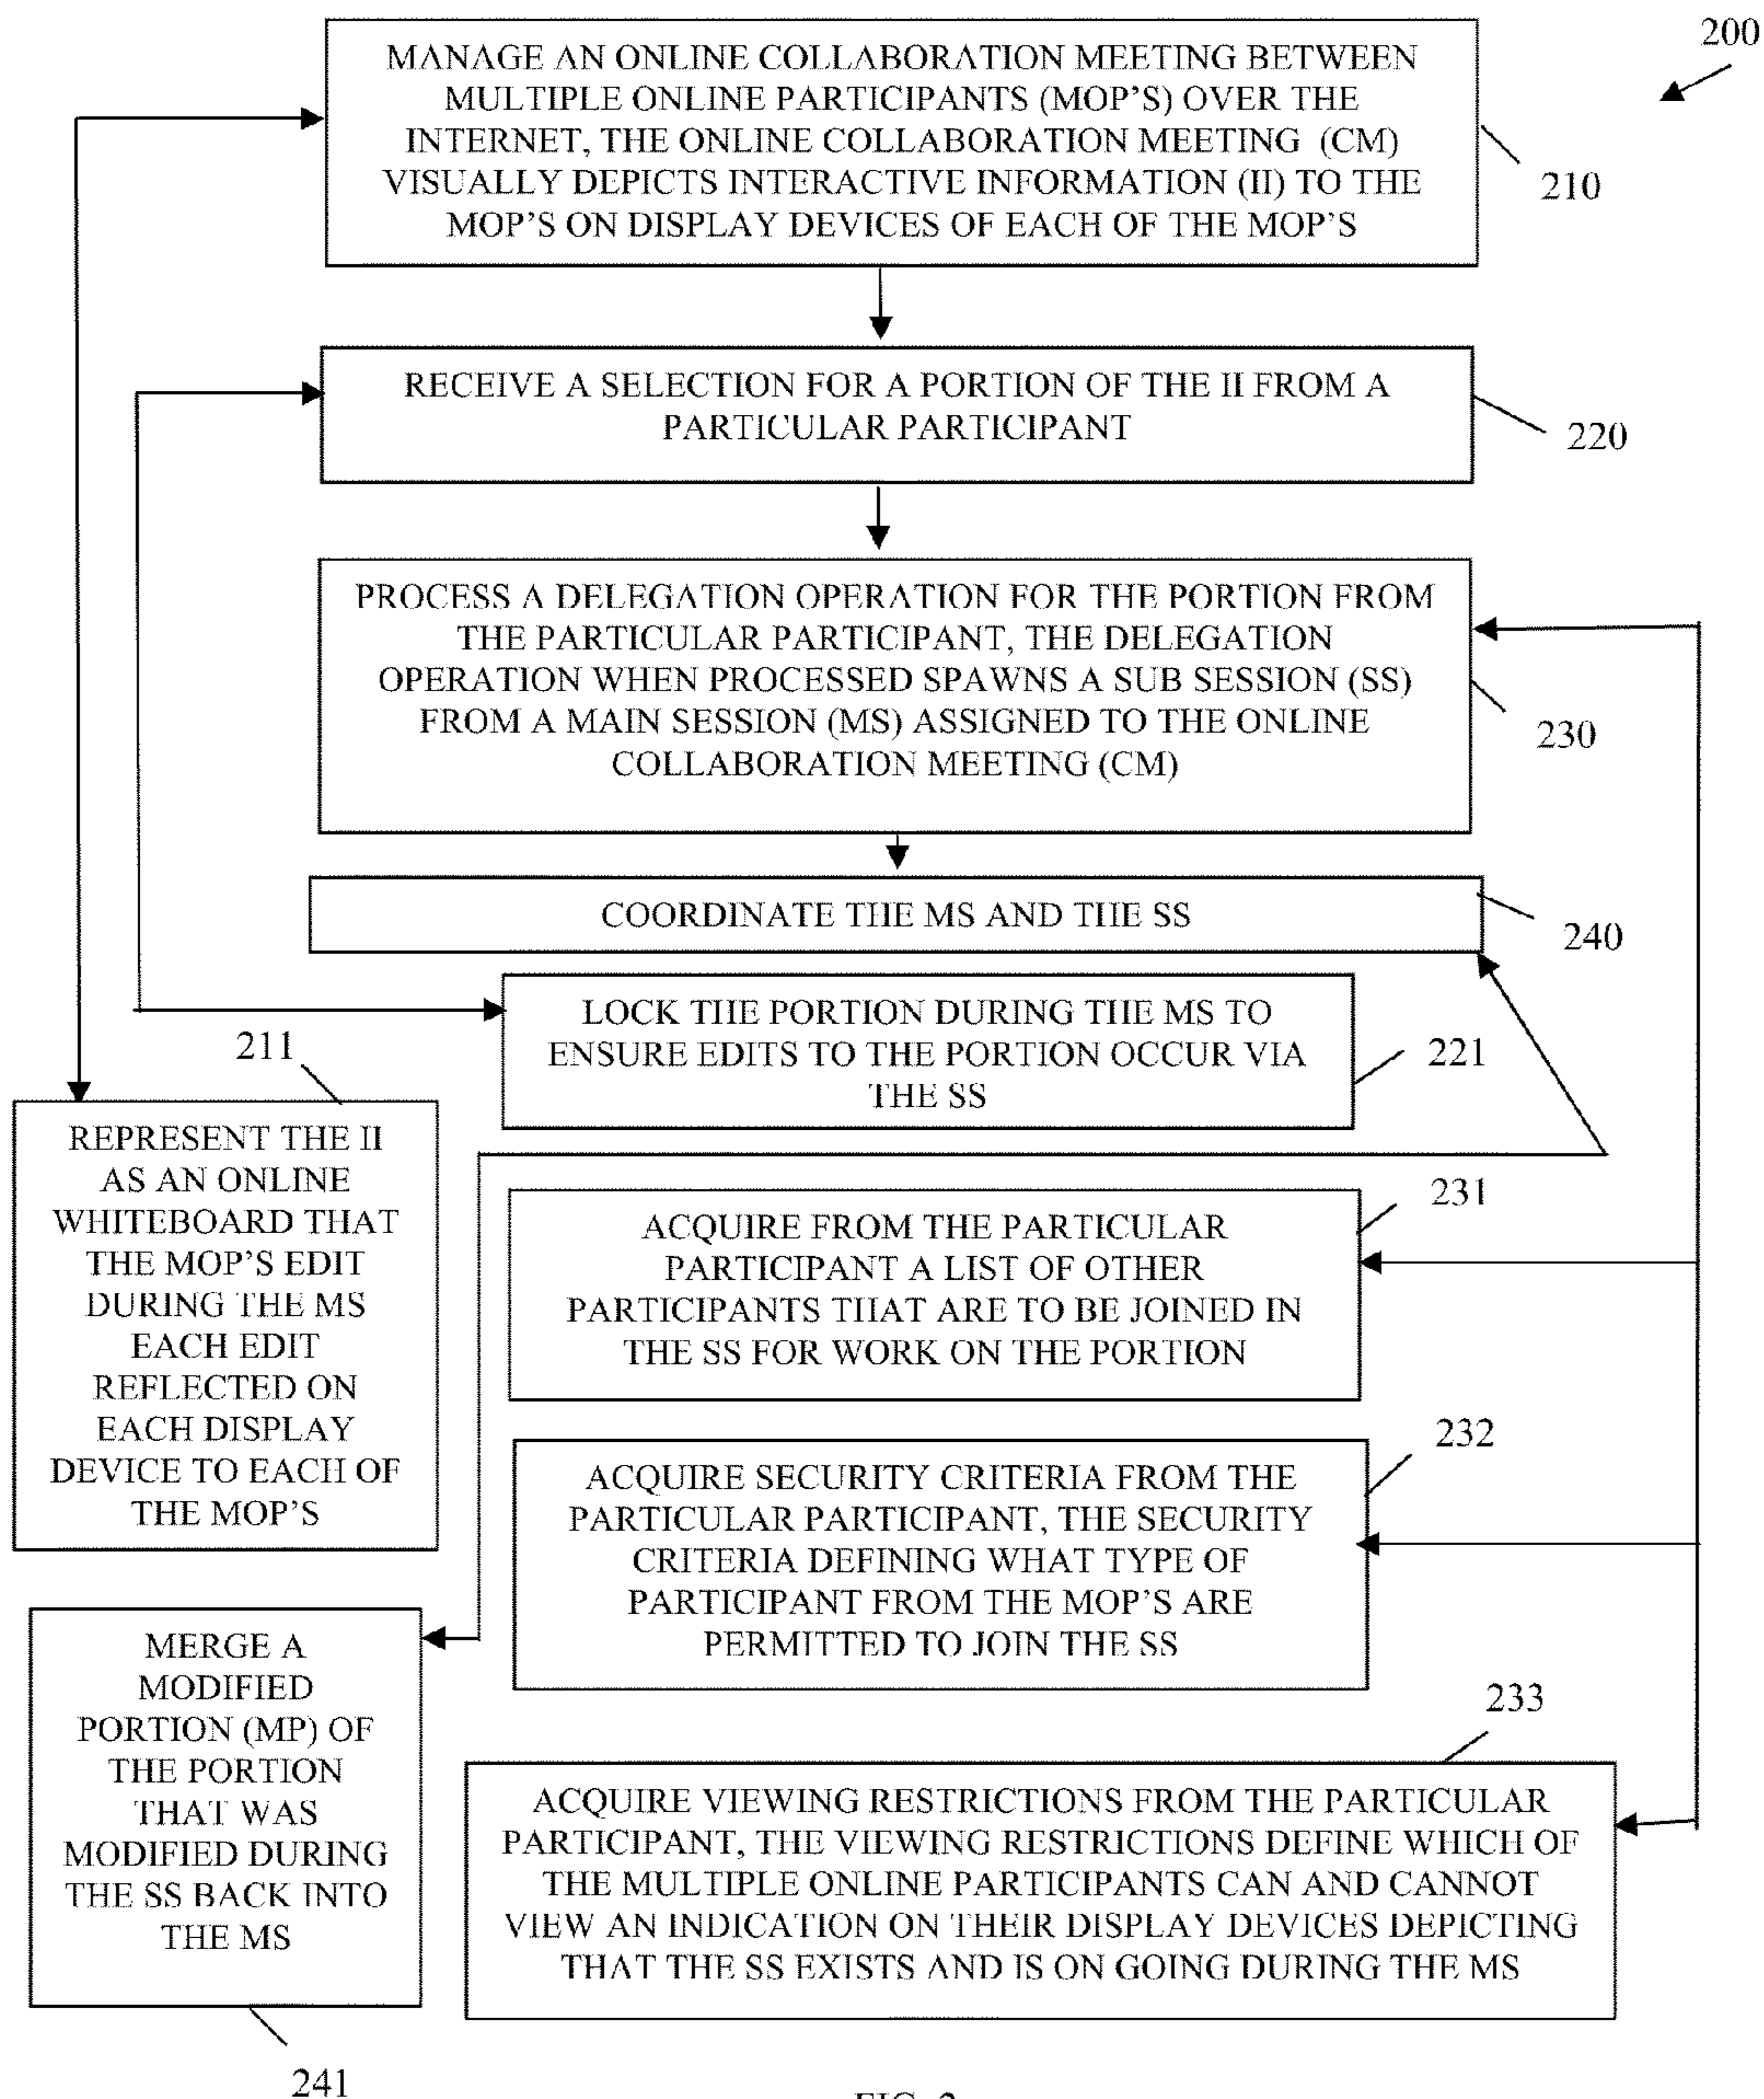 200
MANAGE AN ONLINE COLLABORATION MEETING BETWEEN
MULTIPLE ONLINE PARTICIPANTS (MOP'S) OVER THE
INTERNET, THE ONLINE COLLABORATION MEETING (CM)
VISUALLY DEPICTS INTERACTIVE INFORMATION (II) TO THE
MOP'S ON DISPLAY DEVICES OF EACH OF THE MOP'S
210
RECEIVE A SELECTION FOR A PORTION OF THE II FROM A
PARTICULAR PARTICIPANT
220
PROCESS A DELEGATION OPERATION FOR THE PORTION FROM
THE PARTICULAR PARTICIPANT, THE DELEGATION
OPERATION WHEN PROCESSED SPAWNS A SUB SESSION (SS)
FROM A MAIN SESSION (MS) ASSIGNED TO THE ONLINE
COLLABORATION MEETING (CM)
230
COORDINATE THE MS AND THE SS
240
LOCK THE PORTION DURING THE MS TO
ENSURE EDITS TO THE PORTION OCCUR VIA
THE SS
221
211
REPRESENT THE II
AS AN ONLINE
WHITEBOARD THAT
THE MOP'S EDIT
DURING THE MS
EACH EDIT
REFLECTED ON
EACH DISPLAY
DEVICE TO EACH OF
THE MOP'S
231
ACQUIRE FROM THE PARTICULAR
PARTICIPANT A LIST OF OTHER
PARTICIPANTS THAT ARE TO BE JOINED IN
THE SS FOR WORK ON THE PORTION
232
ACQUIRE SECURITY CRITERIA FROM THE
PARTICULAR PARTICIPANT, THE SECURITY
CRITERIA DEFINING WHAT TYPE OF
PARTICIPANT FROM THE MOP'S ARE
PERMITTED TO JOIN THE SS
MERGE A
MODIFIED
PORTION (MP) OF
THE PORTION
THAT WAS
MODIFIED DURING
THE SS BACK INTO
THE MS
241
233
ACQUIRE VIEWING RESTRICTIONS FROM THE PARTICULAR
PARTICIPANT, THE VIEWING RESTRICTIONS DEFINE WHICH OF
THE MULTIPLE ONLINE PARTICIPANTS CAN AND CANNOT
VIEW AN INDICATION ON THEIR DISPLAY DEVICES DEPICTING
THAT THE SS EXISTS AND IS ON GOING DURING THE MS